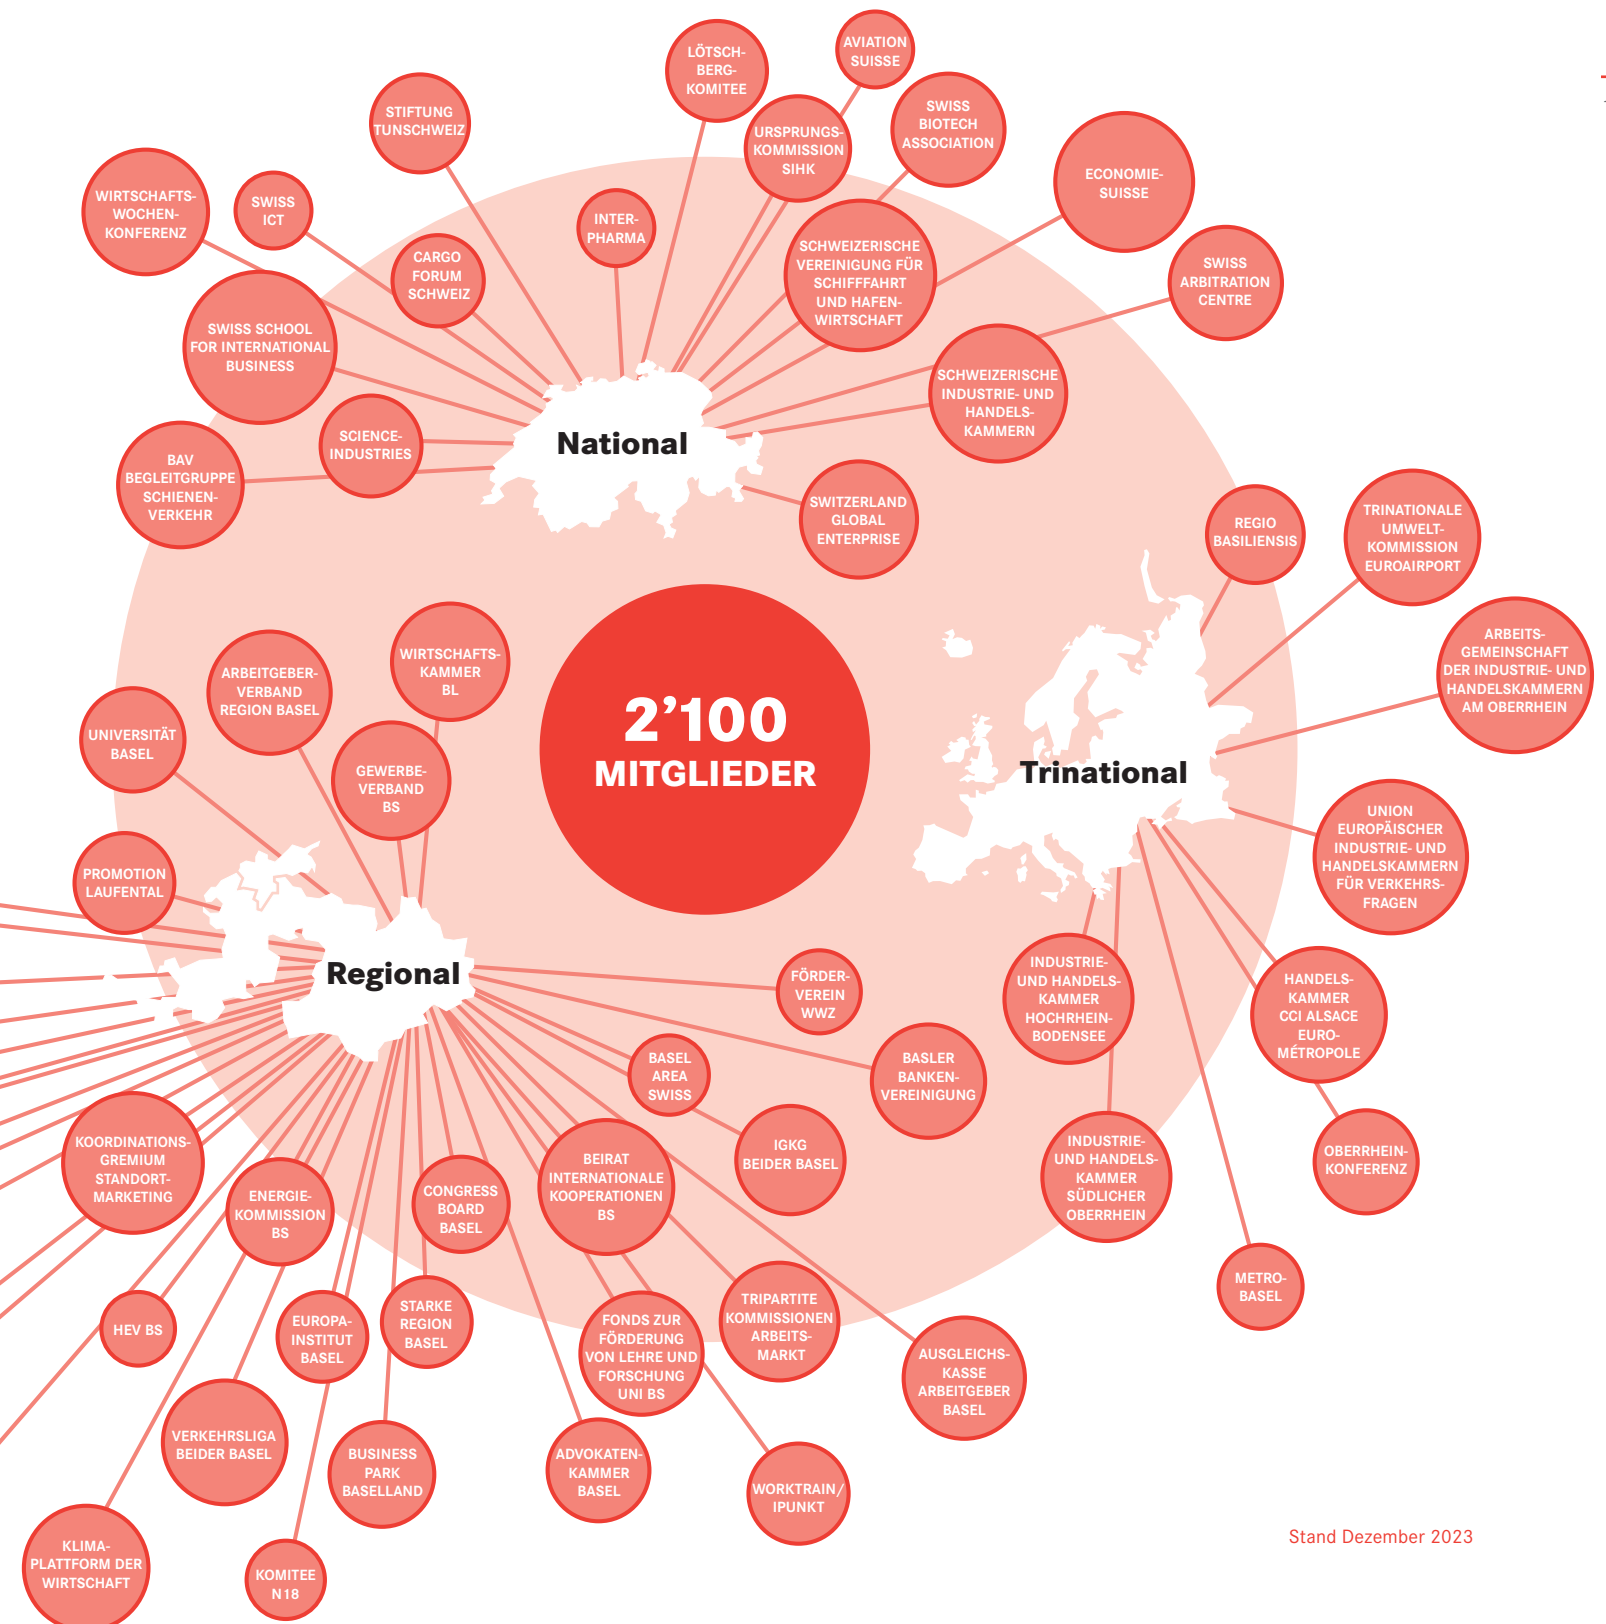 LÖTSCH-
BERG-
KOMITEE
AVIATION
SUISSE
STIFTUNG
TUNSCHWEIZ
URSPRUNGS-
KOMMISSION
SIHK
SWISS
BIOTECH
ASSOCIATION
ECONOMIE-
SUISSE
WIRTSCHAFTS-
WOCHEN-
KONFERENZ
SWISS
ICT
INTER-
PHARMA
CARGO
FORUM
SCHWEIZ
SCHWEIZERISCHE
VEREINIGUNG FÜR
SCHIFFFAHRT
UND HAFEN-
WIRTSCHAFT
SWISS
ARBITRATION
CENTRE
SWISS SCHOOL
FOR INTERNATIONAL
BUSINESS
SCHWEIZERISCHE
INDUSTRIE- UND
HANDELS-
KAMMERN
SCIENCE-
INDUSTRIES
National
BAV
BEGLEITGRUPPE
SCHIENEN-
VERKEHR
SWITZERLAND
GLOBAL
ENTERPRISE
REGIO
BASILIENSIS
TRINATIONALE
UMWELT-
KOMMISSION
EUROAIRPORT
ARBEITS-
GEMEINSCHAFT
DER INDUSTRIE- UND
HANDELSKAMMERN
AM OBERRHEIN
WIRTSCHAFTS-
KAMMER
BL
ARBEITGEBER-
VERBAND
REGION BASEL
UNIVERSITÄT
BASEL
GEWERBE-
VERBAND
BS
2’100
MITGLIEDER
Trinational
UNION
EUROPÄISCHER
INDUSTRIE- UND
HANDELSKAMMERN
FÜR VERKEHRS-
FRAGEN
PROMOTION
LAUFENTAL
Regional
FÖRDER-
VEREIN
WWZ
INDUSTRIE-
UND HANDELS-
KAMMER
HOCHRHEIN-
BODENSEE
HANDELS-
KAMMER
CCI ALSACE
EURO-
MÉTROPOLE
BASEL
AREA
SWISS
BASLER
BANKEN-
VEREINIGUNG
IGKG
BEIDER BASEL
INDUSTRIE-
UND HANDELS-
KAMMER
SÜDLICHER
OBERRHEIN
OBERRHEIN-
KONFERENZ
KOORDINATIONS-
GREMIUM
STANDORT-
MARKETING
ENERGIE-
KOMMISSION
BS
CONGRESS
BOARD
BASEL
BEIRAT
INTERNATIONALE
KOOPERATIONEN
BS
METRO-
BASEL
HEV BS
EUROPA-
INSTITUT
BASEL
STARKE
REGION
BASEL
FONDS ZUR
FÖRDERUNG
VON LEHRE UND
FORSCHUNG
UNI BS
TRIPARTITE
KOMMISSIONEN
ARBEITS-
MARKT
AUSGLEICHS-
KASSE
ARBEITGEBER
BASEL
VERKEHRSLIGA
BEIDER BASEL
BUSINESS
PARK
BASELLAND
ADVOKATEN-
KAMMER
BASEL
WORKTRAIN/
IPUNKT
KLIMA-
PLATTFORM DER
WIRTSCHAFT
KOMITEE
N18
Stand Dezember 2023